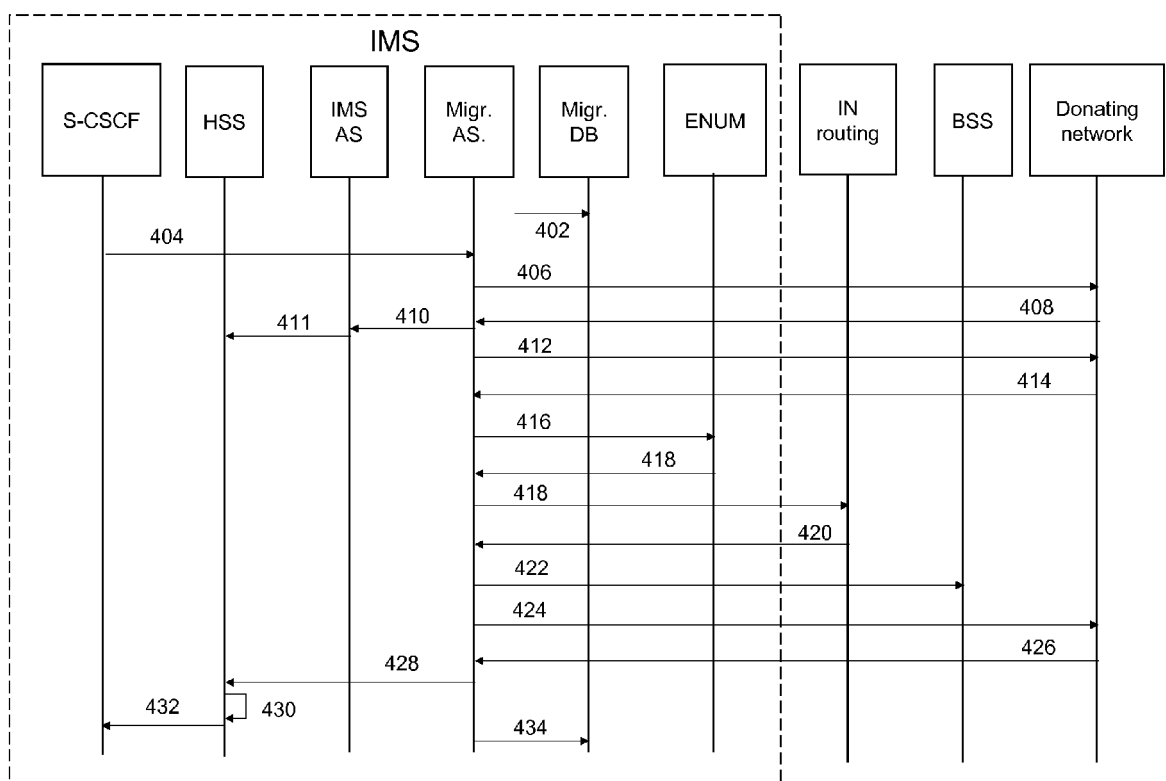 IMS
S-CSCF
HSS
IMS
AS
Migr.
AS.
Migr.
DB
ENUM
IN
routing
BSS
Donating
network
402
404
406
408
410
411
412
414
416
418
418
420
422
424
426
428
430
432
434